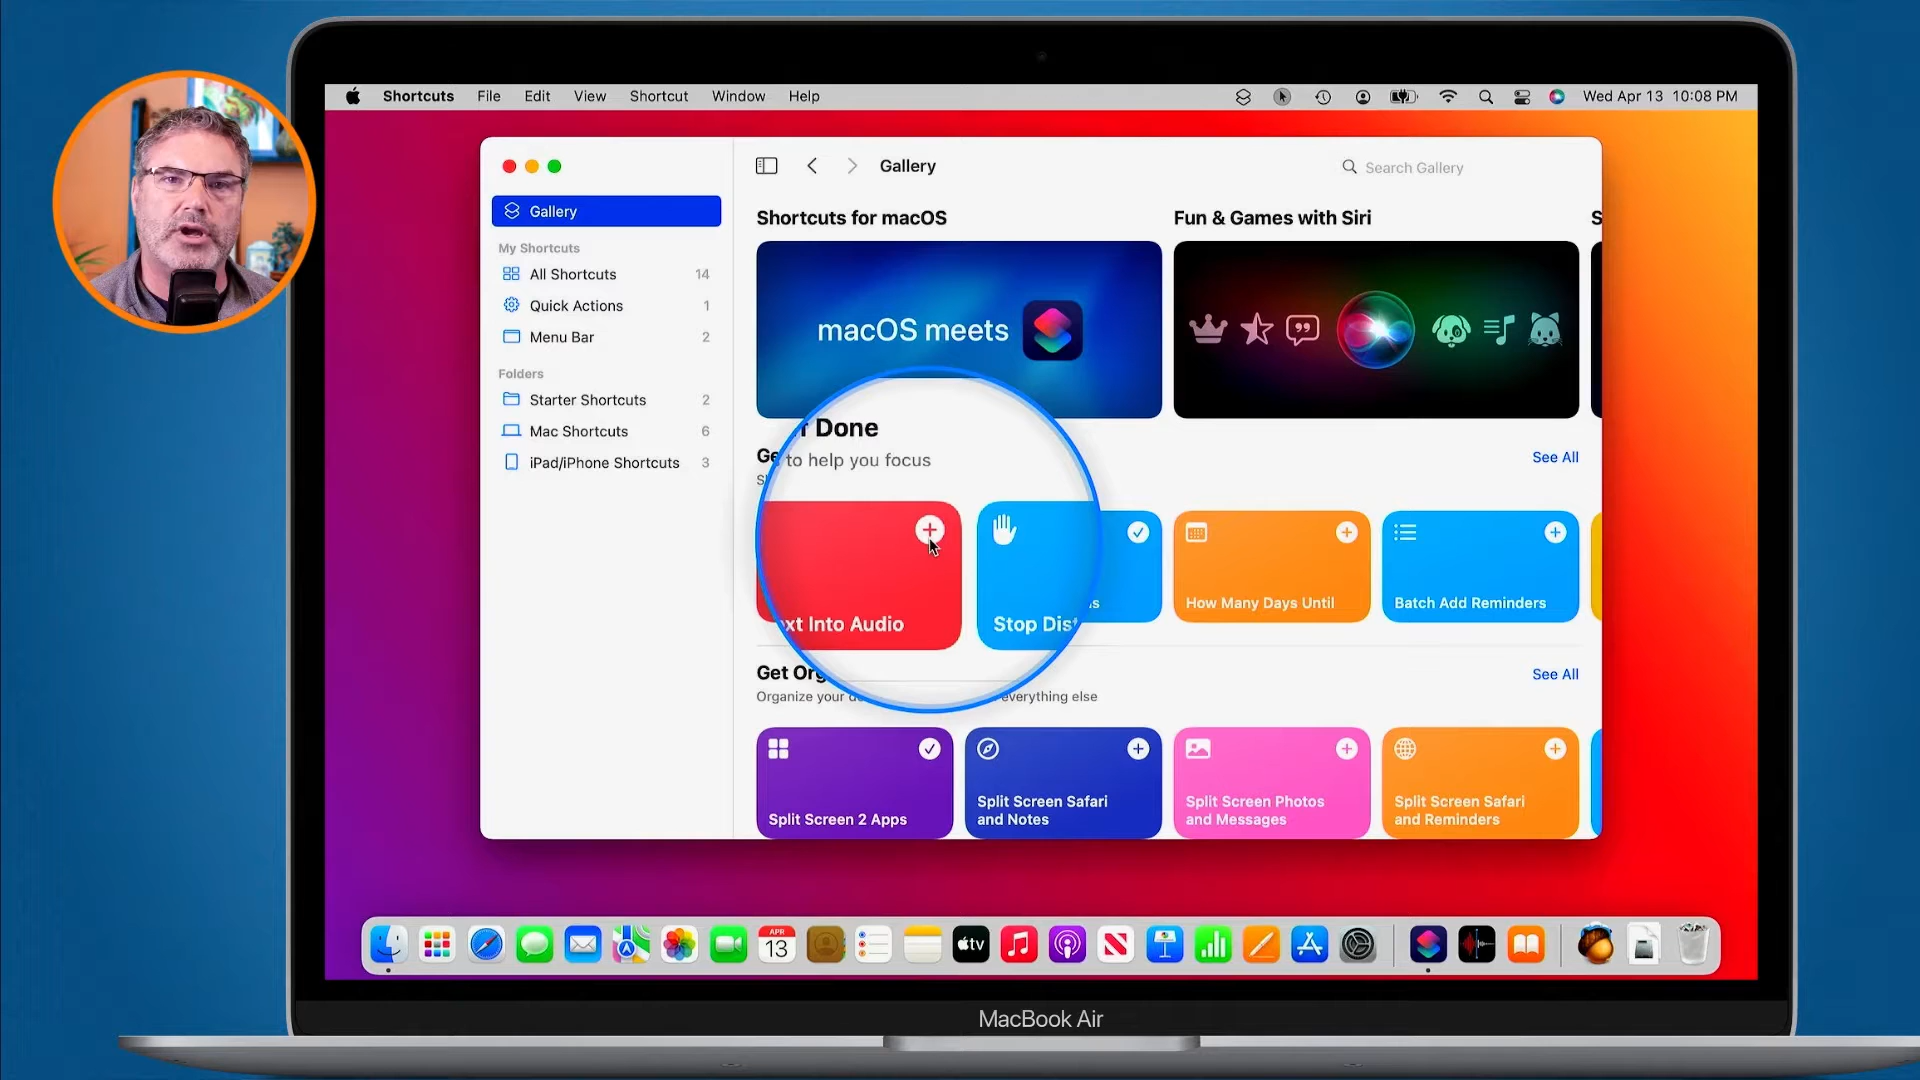 Shortcuts File Edit View Shortcut Window Help
Wed Apr 13 10:08 PM
Gallery
Search Gallery
Gallery
My Shortcuts
All Shortcuts 14
Quick Actions 1
Menu Bar 2
Folders
Starter Shortcuts 2
Mac Shortcuts 6
iPad/iPhone Shortcuts 3
Shortcuts for macOS
Fun & Games with Siri
S
macOS meets
Done
Ge
to help you focus
See All
xt Into Audio
Stop Dis
How Many Days Until
Batch Add Reminders
Get Org
See All
Organize your
everything else
Split Screen 2 Apps
Split Screen Safari
and Notes
Split Screen Photos
and Messages
Split Screen Safari
and Reminders
APR
13
tv
MacBook Air